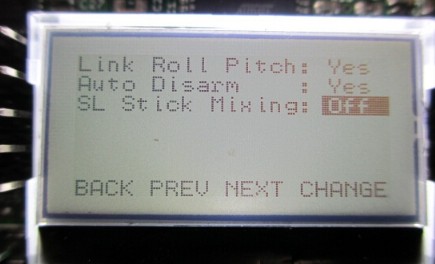 Link Roll Pitch: Yes
Auto Disarm : Yes
SL Stick Mixing: Off
BACK PREV NEXT CHANGE